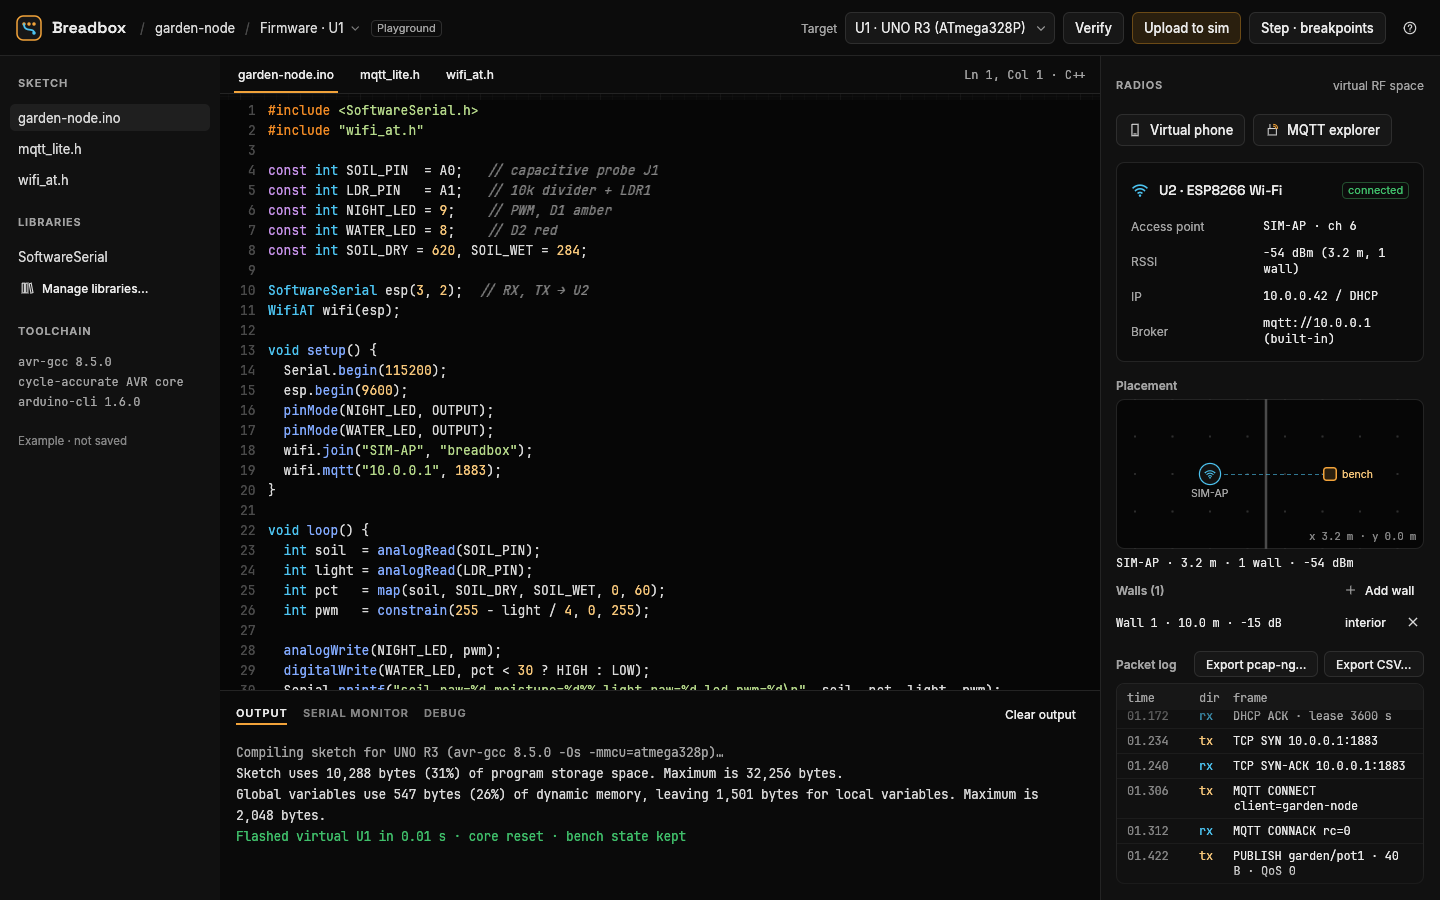 Breadbox / garden-node / Firmware · U1 Playground
Target U1 · UNO R3 (ATmega328P) Verify Upload to sim Step · breakpoints
SKETCH
garden-node.ino
mqtt_lite.h
wifi_at.h
LIBRARIES
SoftwareSerial
Manage libraries...
TOOLCHAIN
avr-gcc 8.5.0
cycle-accurate AVR core
arduino-cli 1.6.0
Example · not saved
garden-node.ino mqtt_lite.h wifi_at.h Ln 1, Col 1 · C++
1 #include <SoftwareSerial.h>
2 #include "wifi_at.h"
3
4 const int SOIL_PIN  = A0;   // capacitive probe J1
5 const int LDR_PIN   = A1;   // 10k divider + LDR1
6 const int NIGHT_LED = 9;    // PWM, D1 amber
7 const int WATER_LED = 8;    // D2 red
8 const int SOIL_DRY = 620, SOIL_WET = 284;
9
10 SoftwareSerial esp(3, 2);  // RX, TX → U2
11 WifiAT wifi(esp);
12
13 void setup() {
14   Serial.begin(115200);
15   esp.begin(9600);
16   pinMode(NIGHT_LED, OUTPUT);
17   pinMode(WATER_LED, OUTPUT);
18   wifi.join("SIM-AP", "breadbox");
19   wifi.mqtt("10.0.0.1", 1883);
20 }
21
22 void loop() {
23   int soil  = analogRead(SOIL_PIN);
24   int light = analogRead(LDR_PIN);
25   int pct   = map(soil, SOIL_DRY, SOIL_WET, 0, 60);
26   int pwm   = constrain(255 - light / 4, 0, 255);
27
28   analogWrite(NIGHT_LED, pwm);
29   digitalWrite(WATER_LED, pct < 30 ? HIGH : LOW);
30   Serial.printf("soil raw=%d moisture=%d%% light raw=%d led pwm=%d\n", soil, pct, light, pwm);
OUTPUT SERIAL MONITOR DEBUG Clear output
Compiling sketch for UNO R3 (avr-gcc 8.5.0 -Os -mmcu=atmega328p)…
Sketch uses 10,288 bytes (31%) of program storage space. Maximum is 32,256 bytes.
Global variables use 547 bytes (26%) of dynamic memory, leaving 1,501 bytes for local variables. Maximum is
2,048 bytes.
Flashed virtual U1 in 0.01 s · core reset · bench state kept
RADIOS virtual RF space
Virtual phone MQTT explorer
U2 · ESP8266 Wi-Fi connected
Access point SIM-AP · ch 6
RSSI -54 dBm (3.2 m, 1
wall)
IP 10.0.0.42 / DHCP
Broker mqtt://10.0.0.1
(built-in)
Placement
bench
SIM-AP
x 3.2 m · y 0.0 m
SIM-AP · 3.2 m · 1 wall · -54 dBm
Walls (1) + Add wall
Wall 1 · 10.0 m · -15 dB interior ×
Packet log Export pcap-ng... Export CSV...
time dir frame
01.172 rx DHCP ACK · lease 3600 s
01.234 tx TCP SYN 10.0.0.1:1883
01.240 rx TCP SYN-ACK 10.0.0.1:1883
01.306 tx MQTT CONNECT
client=garden-node
01.312 rx MQTT CONNACK rc=0
01.422 tx PUBLISH garden/pot1 · 40
B · QoS 0